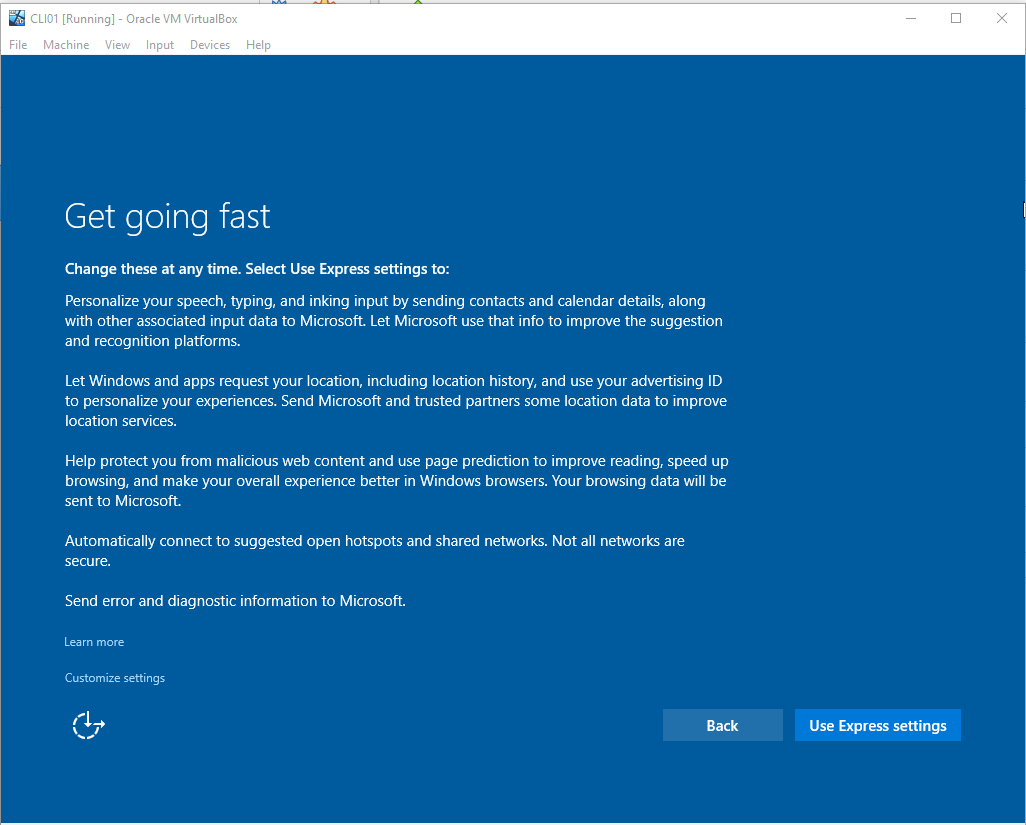 CLI01 [Running] - Oracle VM VirtualBox
File Machine View Input Devices Help
Get going fast
Change these at any time. Select Use Express settings to:
Personalize your speech, typing, and inking input by sending contacts and calendar details, along
with other associated input data to Microsoft. Let Microsoft use that info to improve the suggestion
and recognition platforms.
Let Windows and apps request your location, including location history, and use your advertising ID
to personalize your experiences. Send Microsoft and trusted partners some location data to improve
location services.
Help protect you from malicious web content and use page prediction to improve reading, speed up
browsing, and make your overall experience better in Windows browsers. Your browsing data will be
sent to Microsoft.
Automatically connect to suggested open hotspots and shared networks. Not all networks are
secure.
Send error and diagnostic information to Microsoft.
Learn more
Customize settings
Back Use Express settings